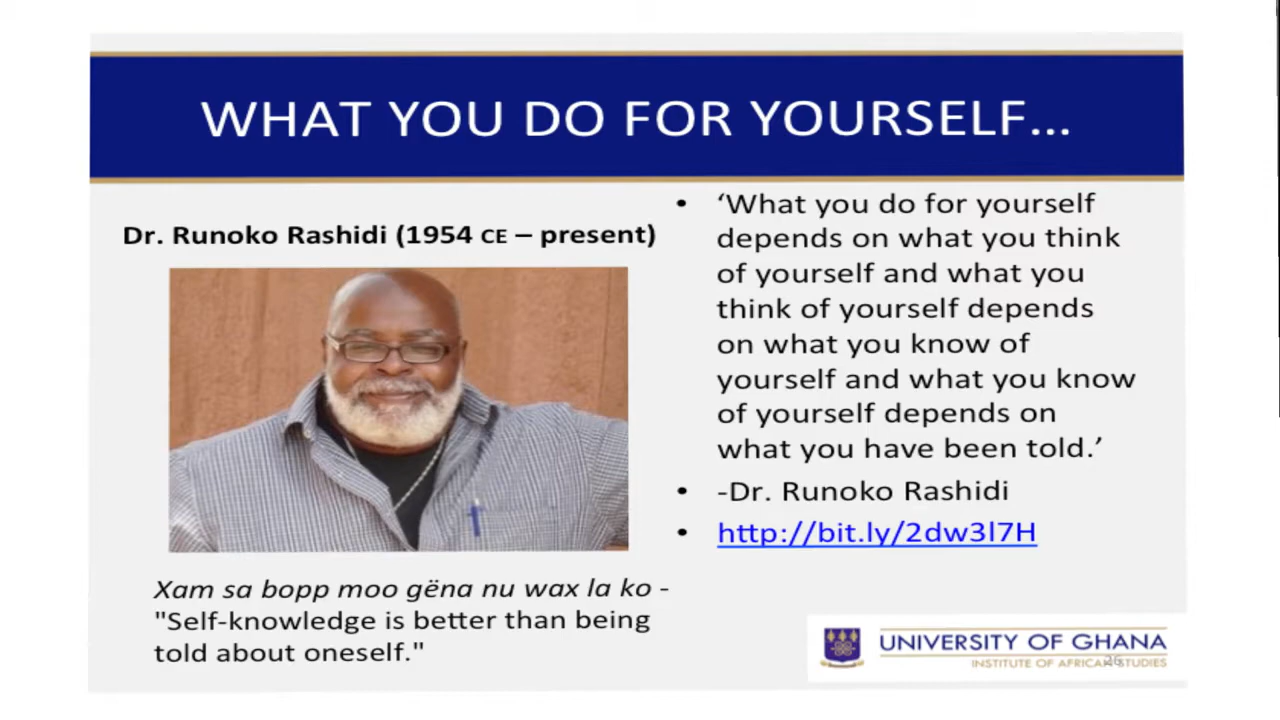 WHAT YOU DO FOR YOURSELF...
Dr. Runoko Rashidi (1954 CE – present)
Xam sa bopp moo gëna nu wax la ko -
"Self-knowledge is better than being
told about oneself."
• ‘What you do for yourself
depends on what you think
of yourself and what you
think of yourself depends
on what you know of
yourself and what you know
of yourself depends on
what you have been told.’
• -Dr. Runoko Rashidi
• http://bit.ly/2dw3l7H
UNIVERSITY OF GHANA
INSTITUTE OF AFRICAN STUDIES
26